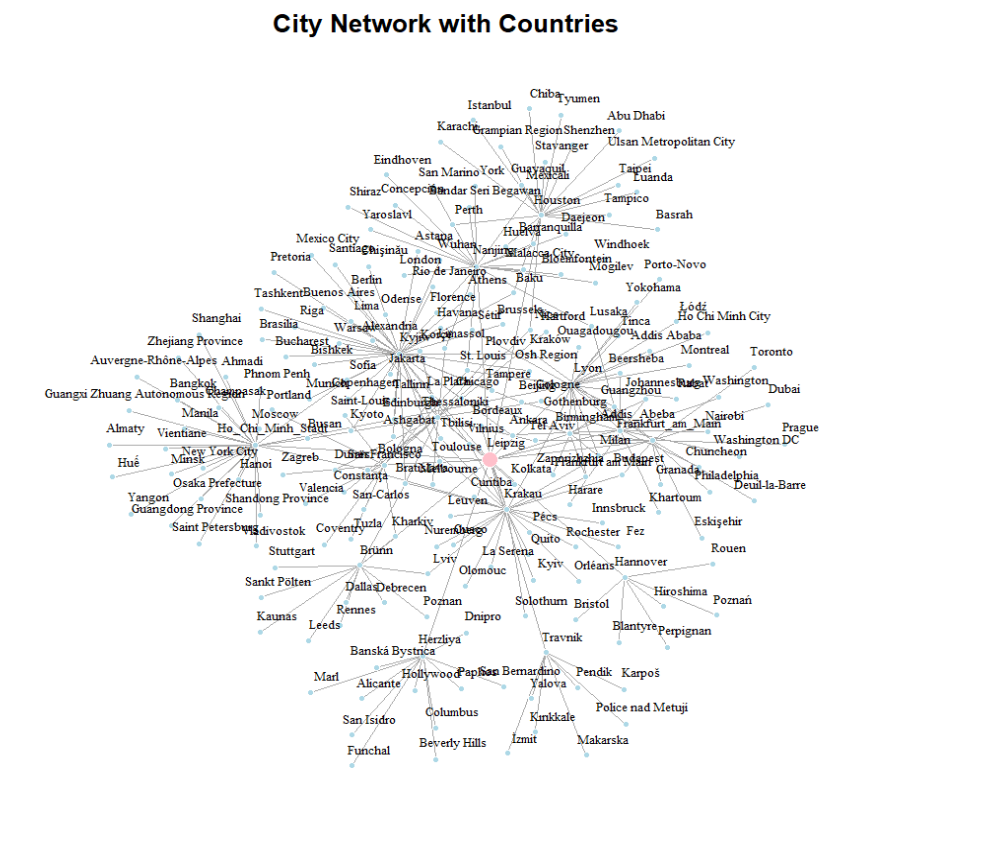 City Network with Countries
Chiba
Tyumen
Istanbul
Abu Dhabi
Karachi
Grampian Region
Shenzhen
Stavanger
Ulsan Metropolitan City
Eindhoven
San Marino
York
Guayaquil
Mexicali
Taipei
Luanda
Shiraz
Concepción
Bandar Seri Begawan
Houston
Tampico
Yaroslavl
Perth
Daejeon
Basrah
Barranquilla
Huelva
Mexico City
Santiago
Chişinău
Astana
Wuhan
Nanjing
Malacca City
Windhoek
Pretoria
London
Bloemfontein
Rio de Janeiro
Mogilev
Porto-Novo
Berlin
Athens
Baku
Yokohama
Tashkent
Buenos Aires
Odense
Florence
Riga
Lima
Havana
Sétif
Brussels
Hartford
Lusaka
Łódź
Ho Chi Minh City
Shanghai
Brasilia
Warsaw
Alexandria
Tinca
Zhejiang Province
Bucharest
Kyjiw
Limassol
Plovdiv
Kraków
Ouagadougou
Addis Ababa
Bishkek
Jakarta
St. Louis
Osh Region
Beersheba
Montreal
Toronto
Auvergne-Rhône-Alpes
Ahmadi
Sofia
Lyon
Phnom Penh
Tampere
Bangkok
Champasak
Munich
Copenhagen
Tallinn
La Plata
Chicago
Beijing
Cologne
Johannesburg
Washington
Guangxi Zhuang Autonomous Region
Portland
Guangzhou
Dubai
Saint-Louis
Edinburgh
Thessaloniki
Gothenburg
Manila
Moscow
Kyoto
Bordeaux
Addis_Abeba
Nairobi
Almaty
Vientiane
Ho_Chi_Minh_Stadt
Busan
Ashgabat
Tbilisi
Vilnius
Ankara
Tel Aviv
Birmingham
Frankfurt_am_Main
Prague
Leipzig
Milan
Washington DC
New York City
Bologna
Toulouse
Chuncheon
Huế
Minsk
Hanoi
Zagreb
San Francisco
Frankfurt am Main
Budapest
Bratislava
Melbourne
Kolkata
Granada
Philadelphia
Osaka Prefecture
Constanța
Curitiba
Deuil-la-Barre
Yangon
Shandong Province
Valencia
San-Carlos
Leuven
Krakau
Harare
Khartoum
Guangdong Province
Innsbruck
Saint Petersburg
Vladivostok
Coventry
Tuzla
Kharkiv
Nuremberg
Pécs
Eskişehir
Quito
Rochester
Fez
Stuttgart
Brünn
Lviv
La Serena
Kyiv
Orléans
Hannover
Rouen
Olomouc
Sankt Pölten
Dallas
Debrecen
Hiroshima
Poznan
Solothurn
Bristol
Poznań
Kaunas
Rennes
Dnipro
Leeds
Blantyre
Perpignan
Herzliya
Travnik
Banská Bystrica
Marl
Hollywood
Paphos
San Bernardino
Pendik
Karpoš
Alicante
Yalova
San Isidro
Columbus
Kırıkkale
Police nad Metuji
Funchal
Beverly Hills
İzmit
Makarska